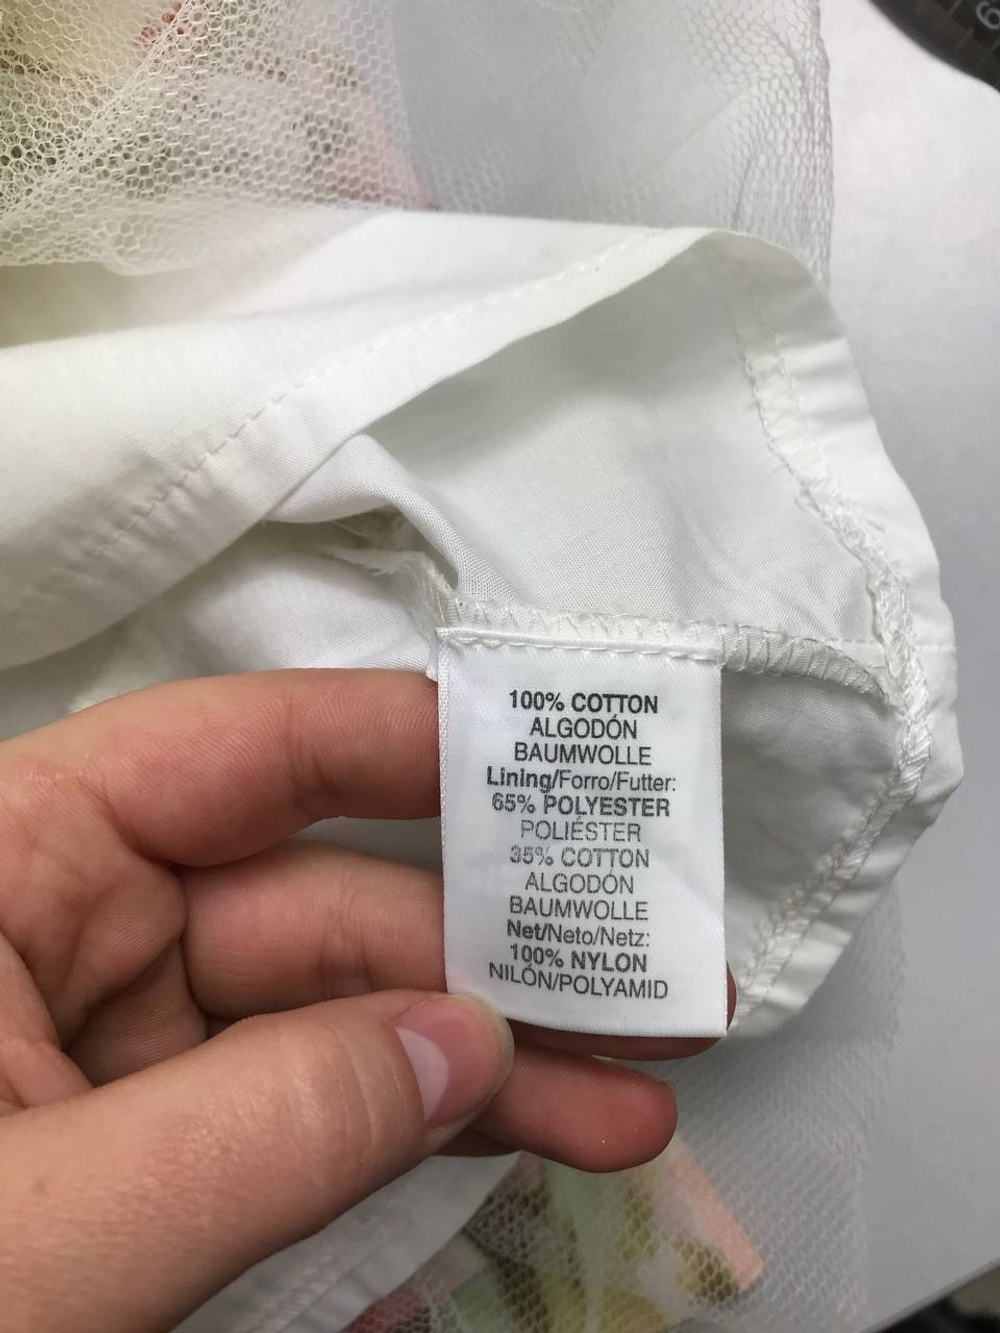 100% COTTON
ALGODÓN
BAUMWOLLE
Lining/Forro/Futter:
65% POLYESTER
POLIÉSTER
35% COTTON
ALGODÓN
BAUMWOLLE
Net/Neto/Netz:
100% NYLON
NILÓN/POLYAMID